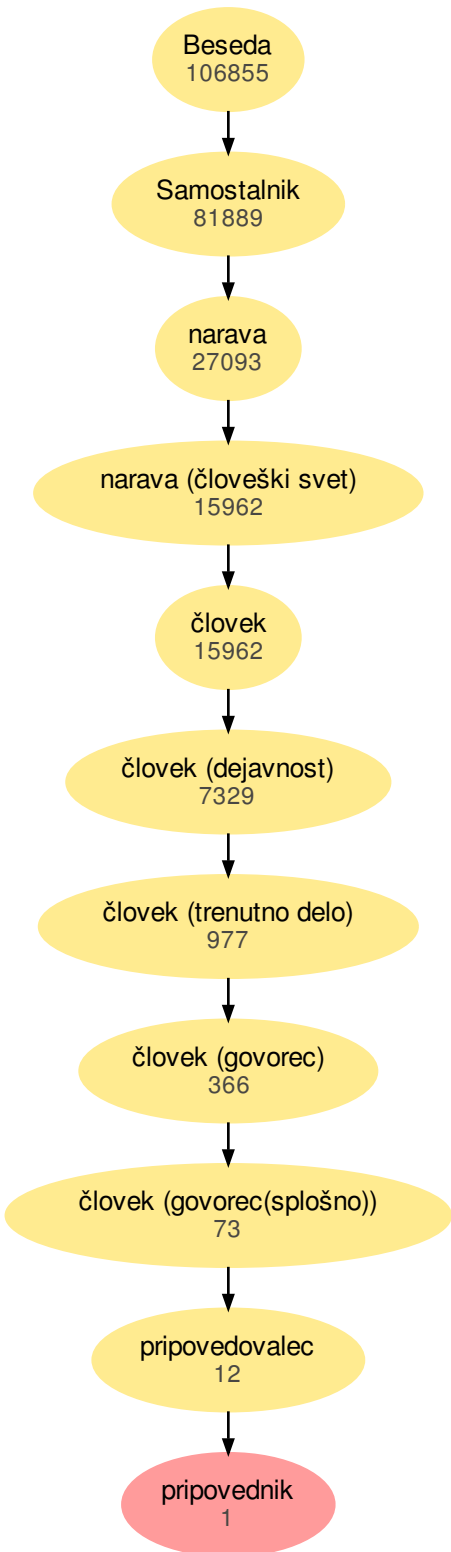 Beseda
106855
Samostalnik
81889
narava
27093
narava (človeški svet)
15962
človek
15962
človek (dejavnost)
7329
človek (trenutno delo)
977
človek (govorec)
366
človek (govorec(splošno))
73
pripovedovalec
12
pripovednik
1